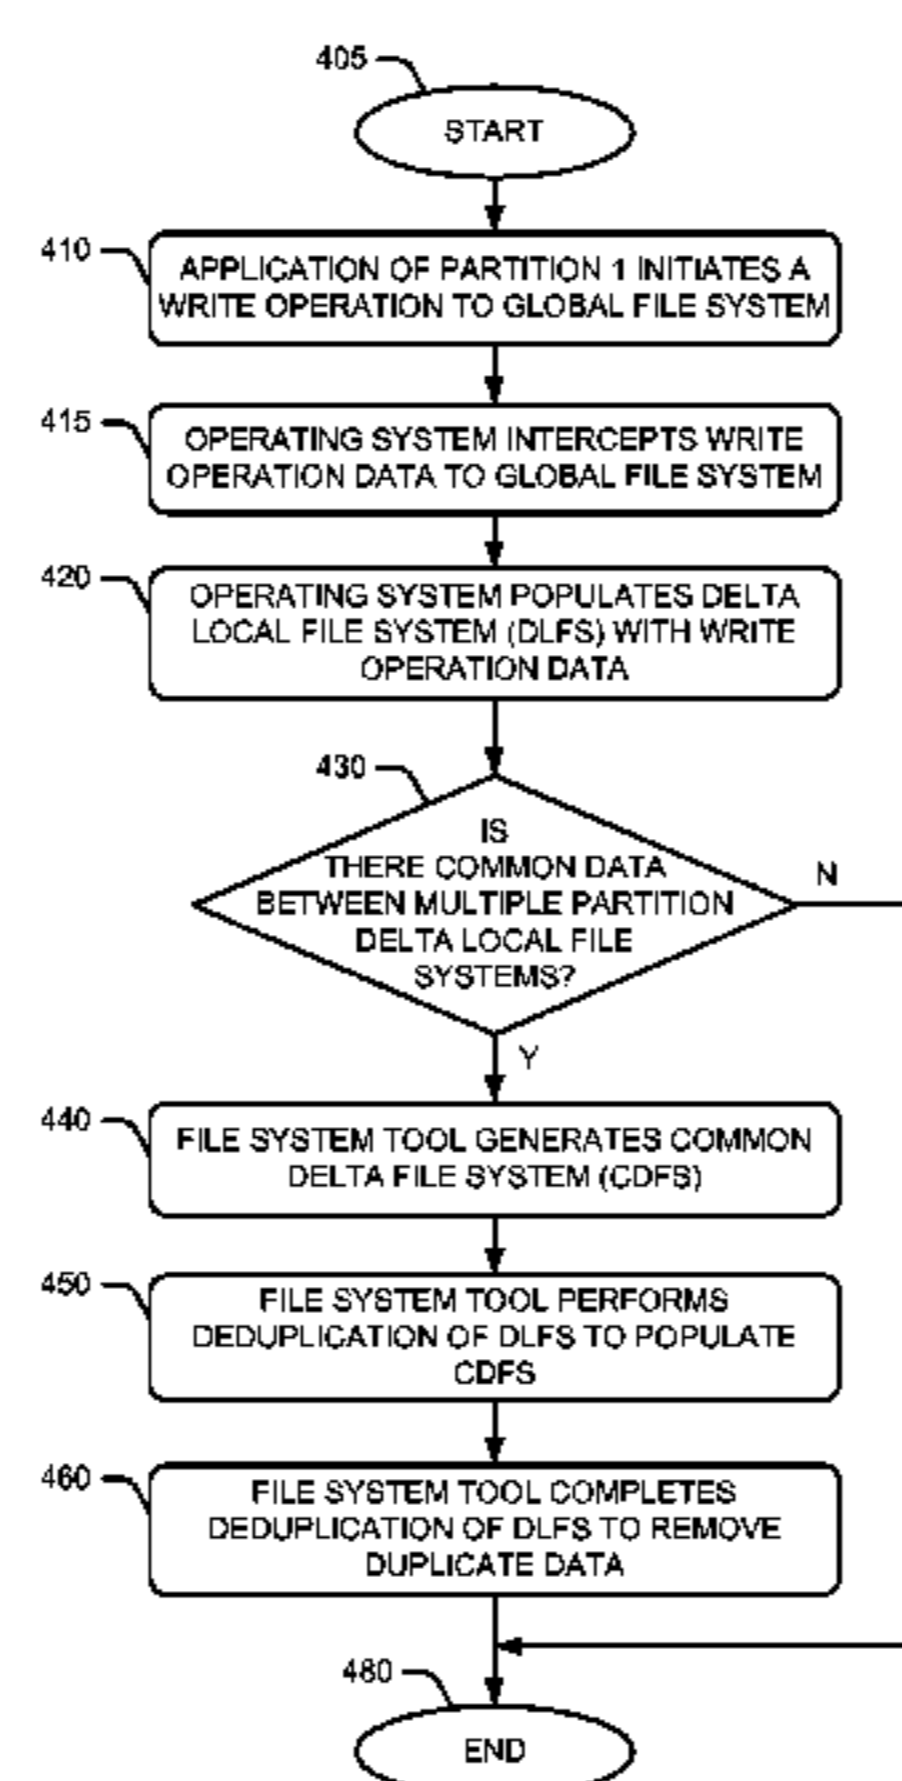 405
START
410
APPLICATION OF PARTITION 1 INITIATES A
WRITE OPERATION TO GLOBAL FILE SYSTEM
415
OPERATING SYSTEM INTERCEPTS WRITE
OPERATION DATA TO GLOBAL FILE SYSTEM
420
OPERATING SYSTEM POPULATES DELTA
LOCAL FILE SYSTEM (DLFS) WITH WRITE
OPERATION DATA
430
IS
THERE COMMON DATA
BETWEEN MULTIPLE PARTITION
DELTA LOCAL FILE
SYSTEMS?
N
Y
440
FILE SYSTEM TOOL GENERATES COMMON
DELTA FILE SYSTEM (CDFS)
450
FILE SYSTEM TOOL PERFORMS
DEDUPLICATION OF DLFS TO POPULATE
CDFS
460
FILE SYSTEM TOOL COMPLETES
DEDUPLICATION OF DLFS TO REMOVE
DUPLICATE DATA
480
END